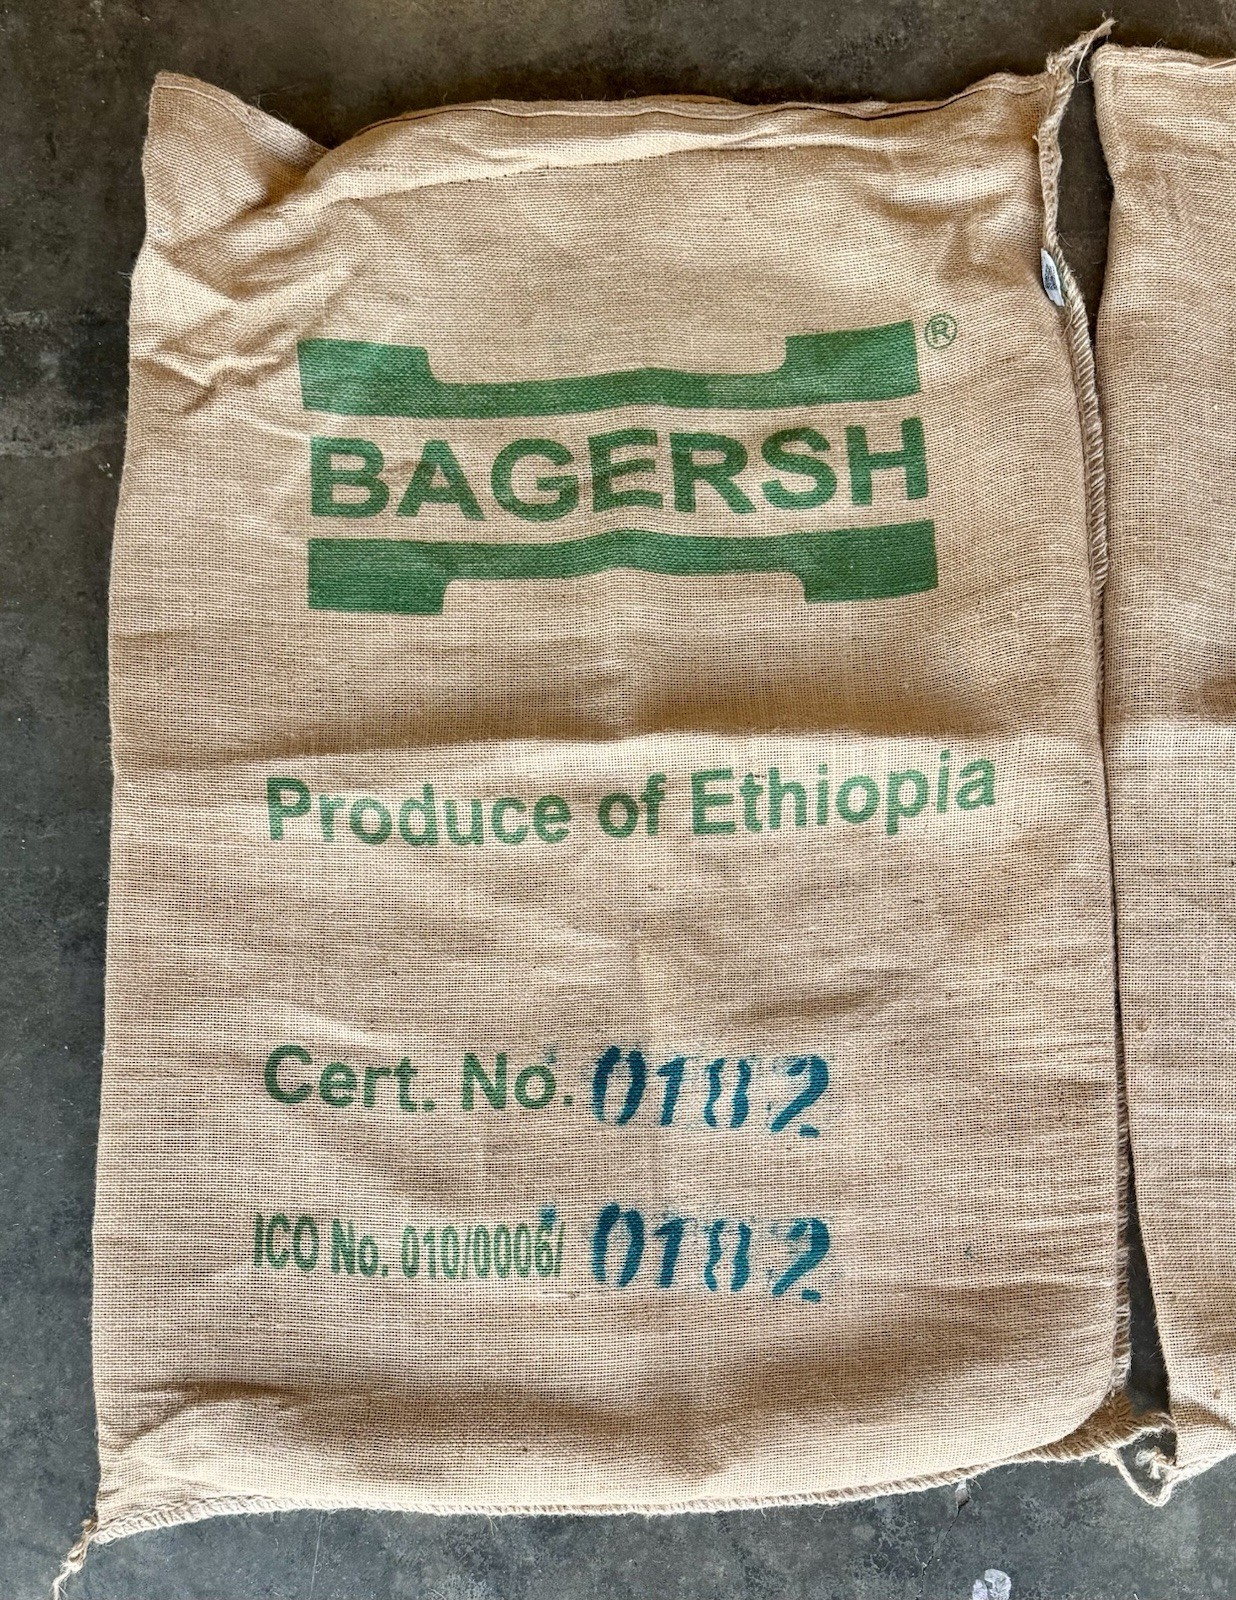 BAGERSH®
Produce of Ethiopia
Cert. No. 0182
ICO No. 010/0006/ 0182